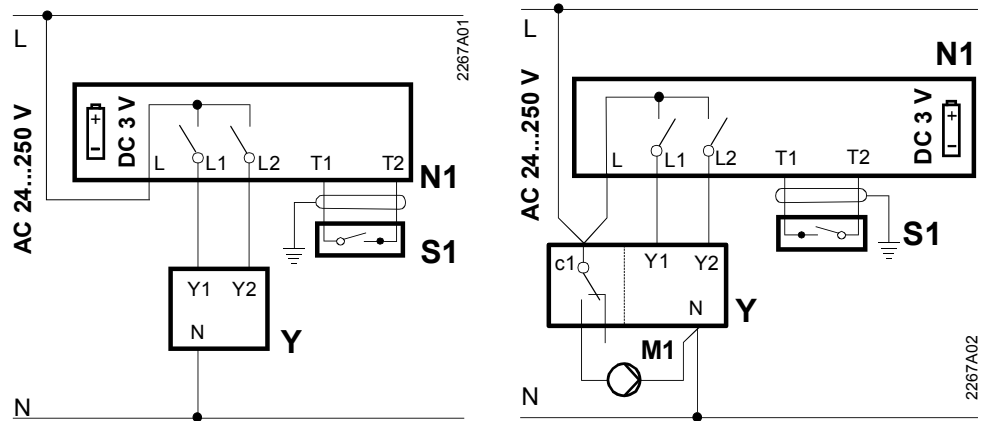 L
2267A01
AC 24...250 V
+
-
DC 3 V
L L1 L2 T1 T2
N1
S1
Y1 Y2
N
Y
N
L
N1
AC 24...250 V
L L1 L2 T1 T2
DC 3 V
+
-
S1
c1 Y1 Y2
N
Y
M1
2267A02
N